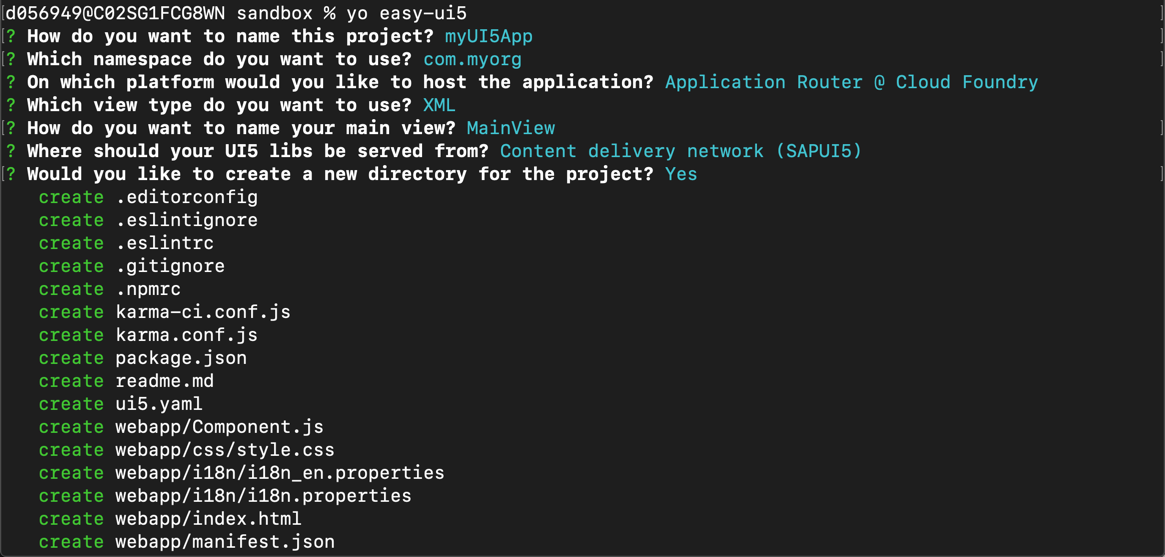 [d056949@C02SG1FCG8WN sandbox % yo easy-ui5 ]
[? How do you want to name this project? myUI5App ]
[? Which namespace do you want to use? com.myorg ]
? On which platform would you like to host the application? Application Router @ Cloud Foundry
? Which view type do you want to use? XML
[? How do you want to name your main view? MainView ]
? Where should your UI5 libs be served from? Content delivery network (SAPUI5)
[? Would you like to create a new directory for the project? Yes ]
create .editorconfig
create .eslintignore
create .eslintrc
create .gitignore
create .npmrc
create karma-ci.conf.js
create karma.conf.js
create package.json
create readme.md
create ui5.yaml
create webapp/Component.js
create webapp/css/style.css
create webapp/i18n/i18n_en.properties
create webapp/i18n/i18n.properties
create webapp/index.html
create webapp/manifest.json